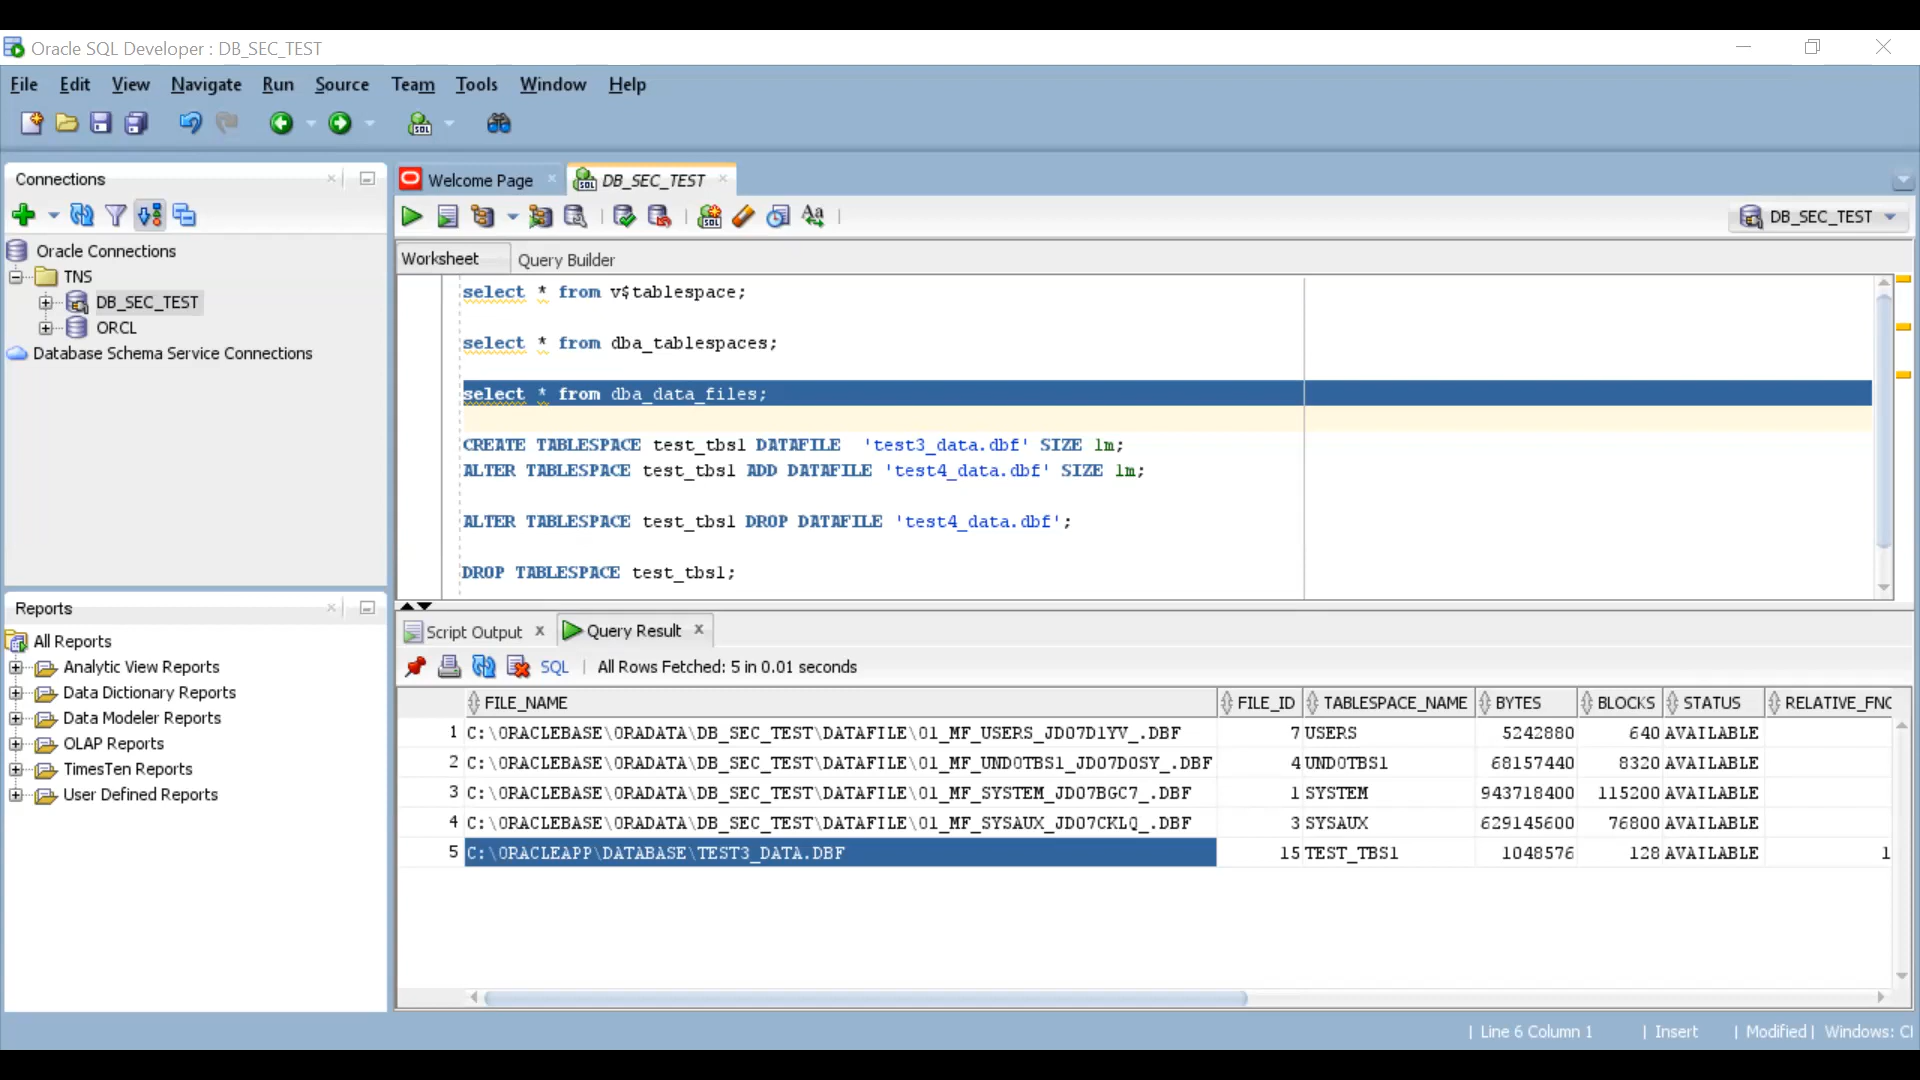 Oracle SQL Developer : DB_SEC_TEST
File Edit View Navigate Run Source Team Tools Window Help
Connections
Oracle Connections
TNS
DB_SEC_TEST
ORCL
Database Schema Service Connections
Reports
All Reports
Analytic View Reports
Data Dictionary Reports
Data Modeler Reports
OLAP Reports
TimesTen Reports
User Defined Reports
Welcome Page DB_SEC_TEST
SQL Aa DB_SEC_TEST
Worksheet Query Builder
select * from v$tablespace;
select * from dba_tablespaces;
select * from dba_data_files;
CREATE TABLESPACE test_tbs1 DATAFILE 'test3_data.dbf' SIZE 1m;
ALTER TABLESPACE test_tbs1 ADD DATAFILE 'test4_data.dbf' SIZE 1m;
ALTER TABLESPACE test_tbs1 DROP DATAFILE 'test4_data.dbf';
DROP TABLESPACE test_tbs1;
Script Output Query Result
SQL All Rows Fetched: 5 in 0.01 seconds
FILE_NAME FILE_ID TABLESPACE_NAME BYTES BLOCKS STATUS RELATIVE_FNO
1 C:\ORACLEBASE\ORADATA\DB_SEC_TEST\DATAFILE\O1_MF_USERS_JDO7D1YV_.DBF 7 USERS 5242880 640 AVAILABLE
2 C:\ORACLEBASE\ORADATA\DB_SEC_TEST\DATAFILE\O1_MF_UNDOTBS1_JDO7DOSY_.DBF 4 UNDOTBS1 68157440 8320 AVAILABLE
3 C:\ORACLEBASE\ORADATA\DB_SEC_TEST\DATAFILE\O1_MF_SYSTEM_JDO7BGC7_.DBF 1 SYSTEM 943718400 115200 AVAILABLE
4 C:\ORACLEBASE\ORADATA\DB_SEC_TEST\DATAFILE\O1_MF_SYSAUX_JDO7CKLQ_.DBF 3 SYSAUX 629145600 76800 AVAILABLE
5 C:\ORACLEAPP\DATABASE\TEST3_DATA.DBF 15 TEST_TBS1 1048576 128 AVAILABLE 1
Line 6 Column 1 | Insert | Modified | Windows: Cl